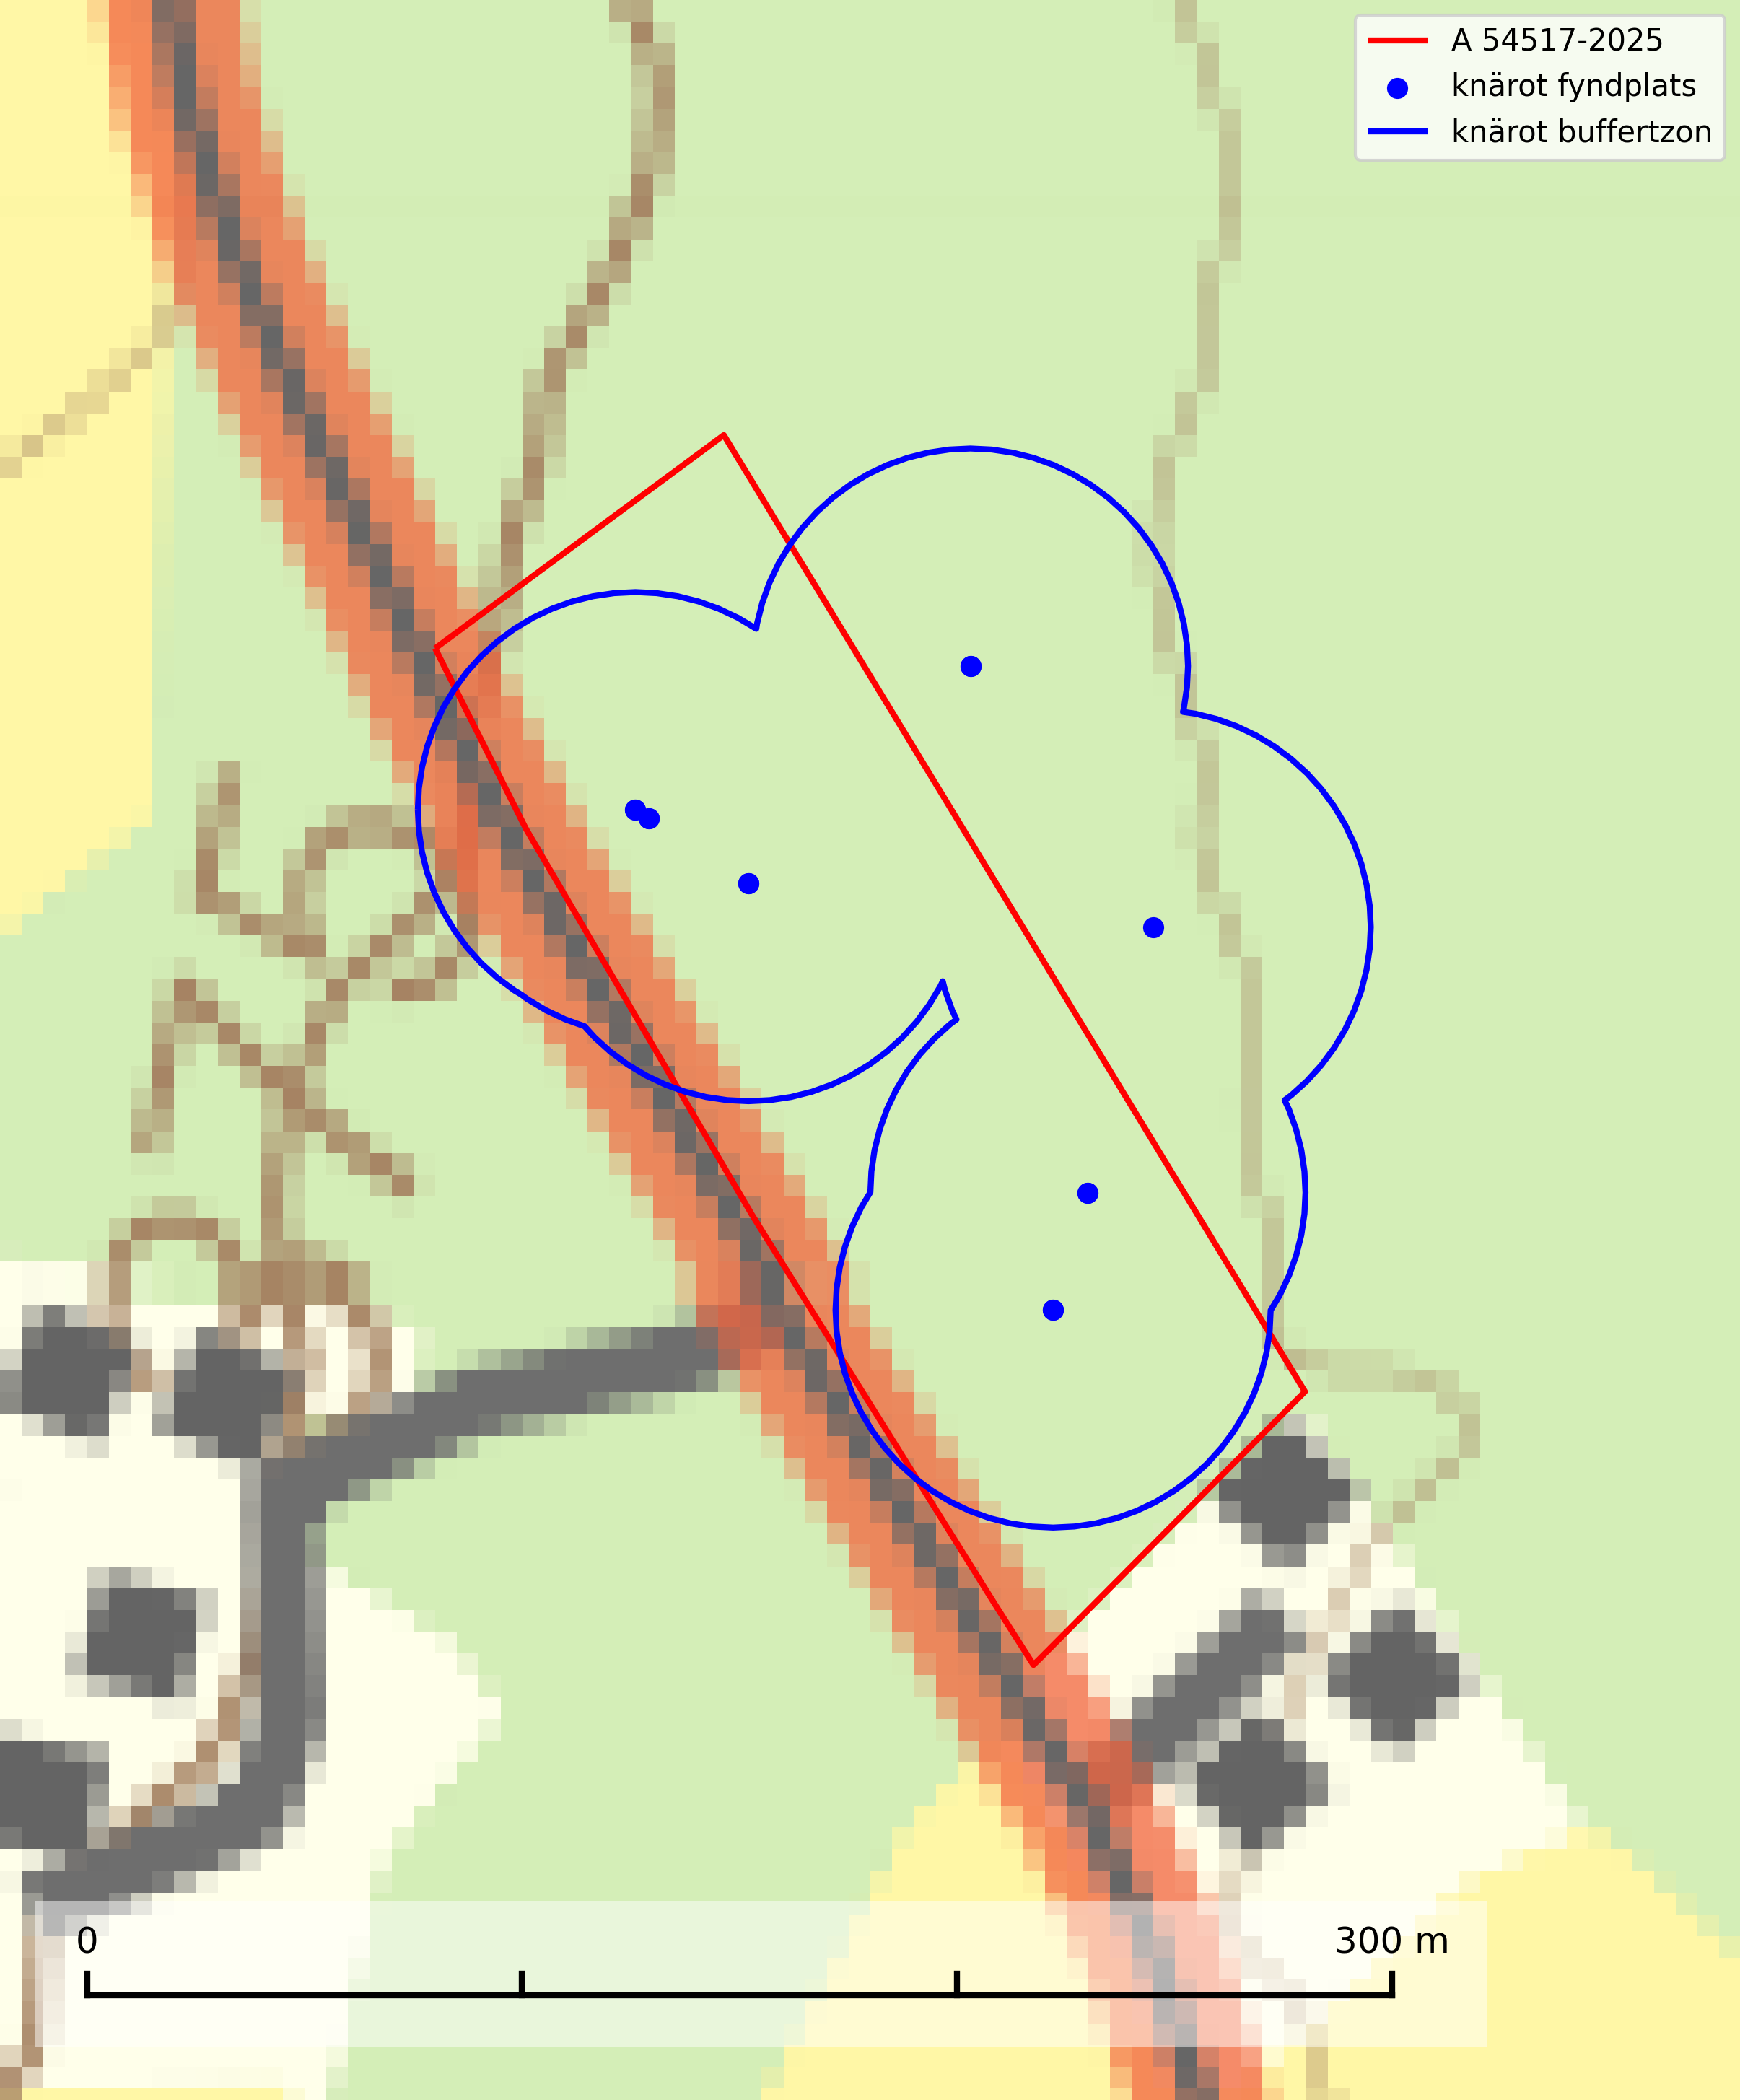 A 54517-2025
knärot fyndplats
knärot buffertzon
0
300 m